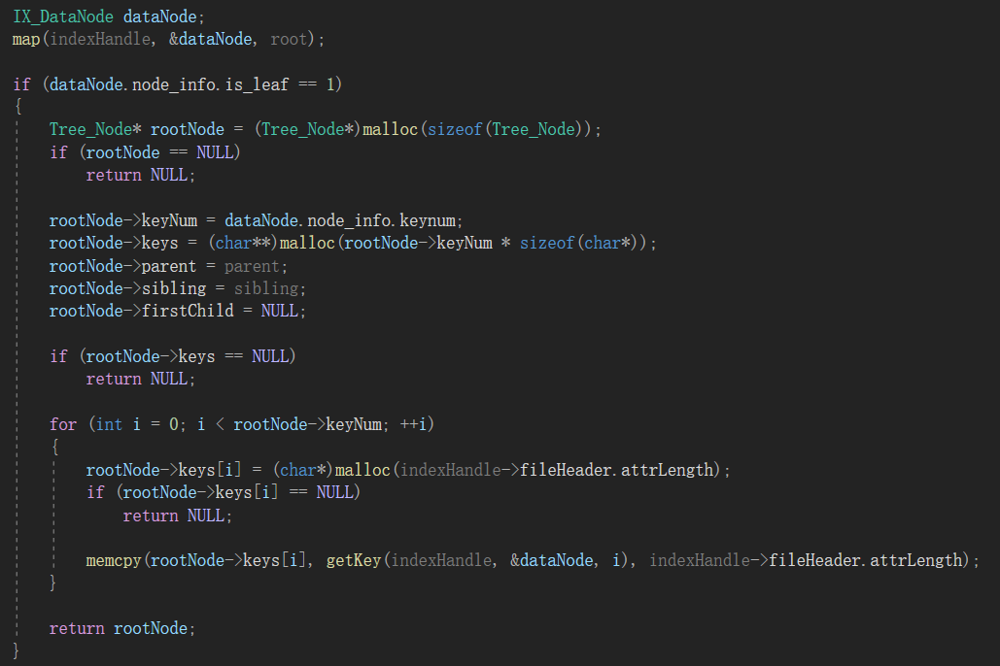 IX_DataNode dataNode;
map(indexHandle, &dataNode, root);
if (dataNode.node_info.is_leaf == 1)
{
Tree_Node* rootNode = (Tree_Node*)malloc(sizeof(Tree_Node));
if (rootNode == NULL)
return NULL;
rootNode->keyNum = dataNode.node_info.keynum;
rootNode->keys = (char**)malloc(rootNode->keyNum * sizeof(char*));
rootNode->parent = parent;
rootNode->sibling = sibling;
rootNode->firstChild = NULL;
if (rootNode->keys == NULL)
return NULL;
for (int i = 0; i < rootNode->keyNum; ++i)
{
rootNode->keys[i] = (char*)malloc(indexHandle->fileHeader.attrLength);
if (rootNode->keys[i] == NULL)
return NULL;
memcpy(rootNode->keys[i], getKey(indexHandle, &dataNode, i), indexHandle->fileHeader.attrLength);
}
return rootNode;
}